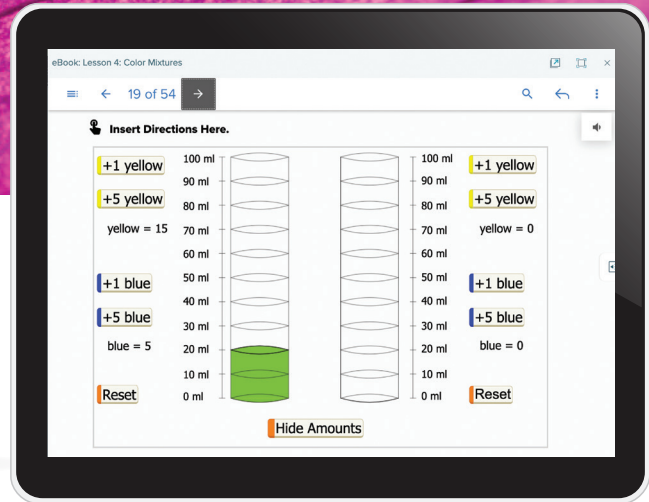 eBook: Lesson 4: Color Mixtures
19 of 54
Insert Directions Here.
+1 yellow
+5 yellow
yellow = 15
+1 blue
+5 blue
blue = 5
Reset
100 ml
90 ml
80 ml
70 ml
60 ml
50 ml
40 ml
30 ml
20 ml
10 ml
0 ml
100 ml
90 ml
80 ml
70 ml
60 ml
50 ml
40 ml
30 ml
20 ml
10 ml
0 ml
+1 yellow
+5 yellow
yellow = 0
+1 blue
+5 blue
blue = 0
Reset
Hide Amounts